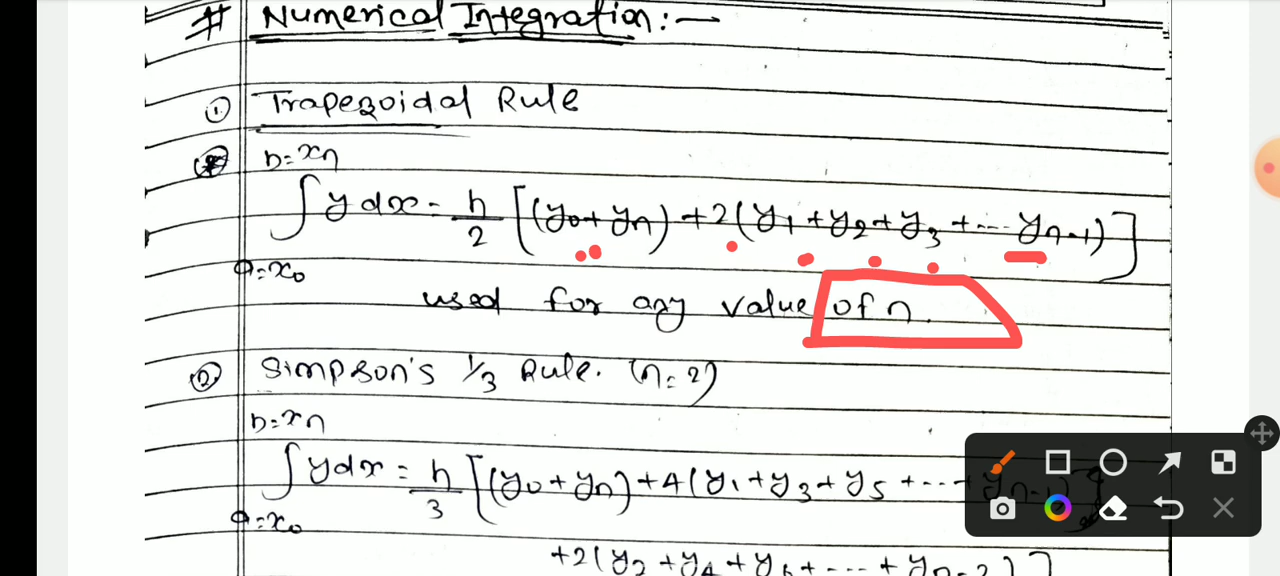 # Numerical Integration:—
① Trapezoidal Rule
b=xn
∫ydx = h/2 [(y0+yn)+2(y1+y2+y3+---yn-1)]
a=x0
used for any value of n.
② Simpson's 1/3 Rule. (n=2)
b=xn
∫ydx = h/3 [(y0+yn)+4(y1+y3+y5+---+yn-1)
a=x0
+2(y2+y4+y6+---+yn-2)]